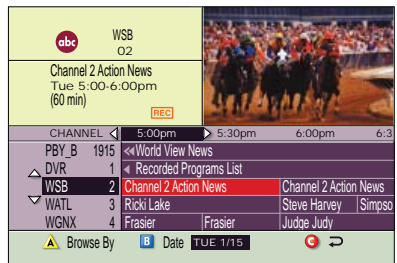 abc
WSB
02
Channel 2 Action News
Tue 5:00-6:00pm
(60 min)
REC
CHANNEL 5:00pm 5:30pm 6:00pm 6:3
PBY_B 1915 World View News
DVR 1 Recorded Programs List
WSB 2 Channel 2 Action News Channel 2 Action News
WATL 3 Ricki Lake Steve Harvey Simpso
WGNX 4 Frasier Frasier Judge Judy
A Browse By B Date TUE 1/15 C